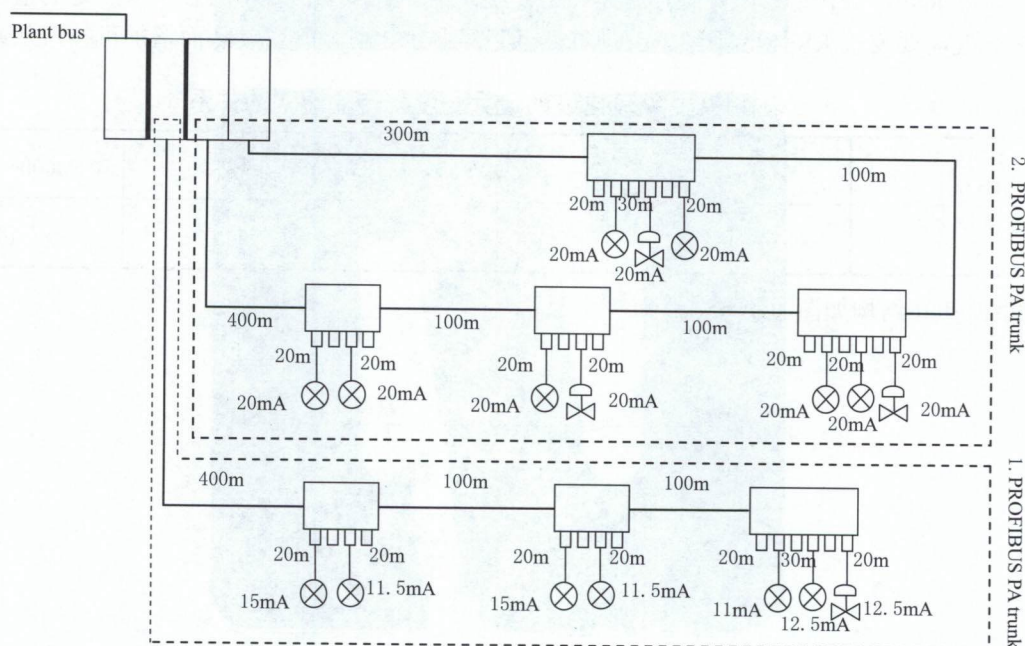 Plant bus
300m
100m
20m 30m 20m
20mA 20mA
20mA
400m 100m 100m
20m 20m 20m 20m 20m 20m 20m
20mA 20mA 20mA 20mA 20mA 20mA
20mA
2. PROFIBUS PA trunk
400m 100m 100m
20m 20m 20m 20m 20m 30m 20m
15mA 11.5mA 15mA 11.5mA 11mA 12.5mA
12.5mA
1. PROFIBUS PA trunk